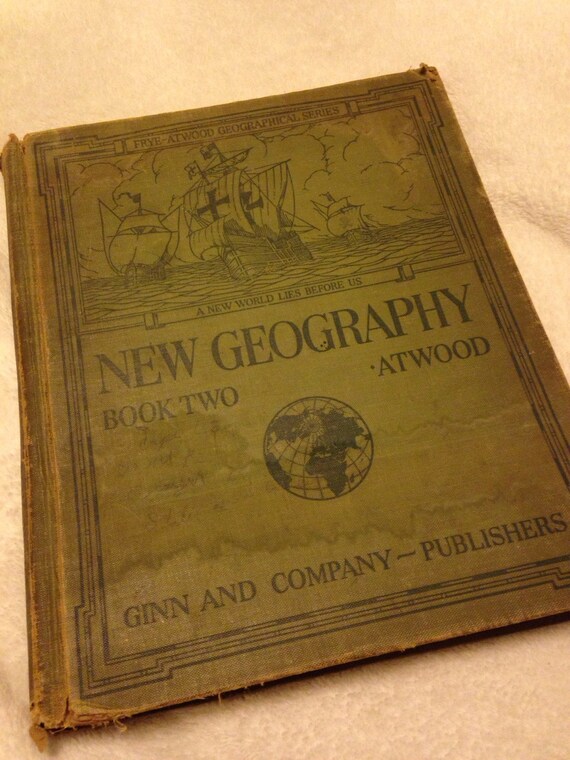 FRYE-ATWOOD GEOGRAPHICAL SERIES
A NEW WORLD LIES BEFORE US
NEW GEOGRAPHY
BOOK TWO
ATWOOD
GINN AND COMPANY — PUBLISHERS